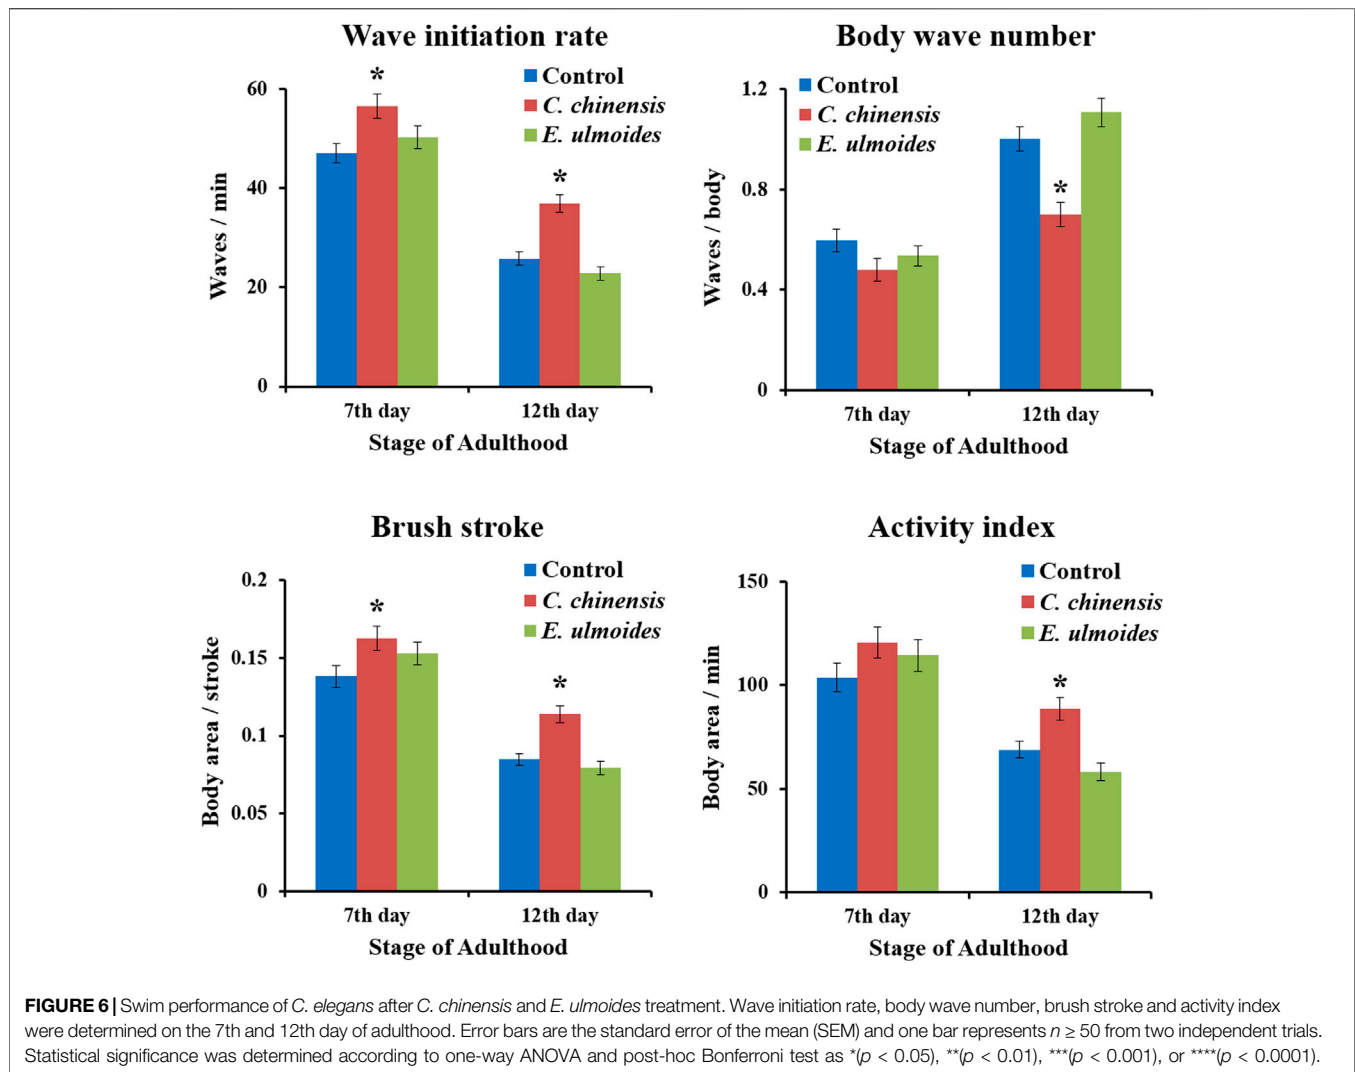 Wave initiation rate
Control
C. chinensis
E. ulmoides
60
40
20
0
Waves / min
*
*
7th day
12th day
Stage of Adulthood
Body wave number
Control
C. chinensis
E. ulmoides
1.2
0.8
0.4
0
Waves / body
*
7th day
12th day
Stage of Adulthood
Brush stroke
Control
C. chinensis
E. ulmoides
0.2
0.15
0.1
0.05
0
Body area / stroke
*
*
7th day
12th day
Stage of Adulthood
Activity index
Control
C. chinensis
E. ulmoides
150
100
50
0
Body area / min
*
7th day
12th day
Stage of Adulthood
FIGURE 6 | Swim performance of C. elegans after C. chinensis and E. ulmoides treatment. Wave initiation rate, body wave number, brush stroke and activity index
were determined on the 7th and 12th day of adulthood. Error bars are the standard error of the mean (SEM) and one bar represents n ≥ 50 from two independent trials.
Statistical significance was determined according to one-way ANOVA and post-hoc Bonferroni test as *(p < 0.05), **(p < 0.01), ***(p < 0.001), or ****(p < 0.0001).